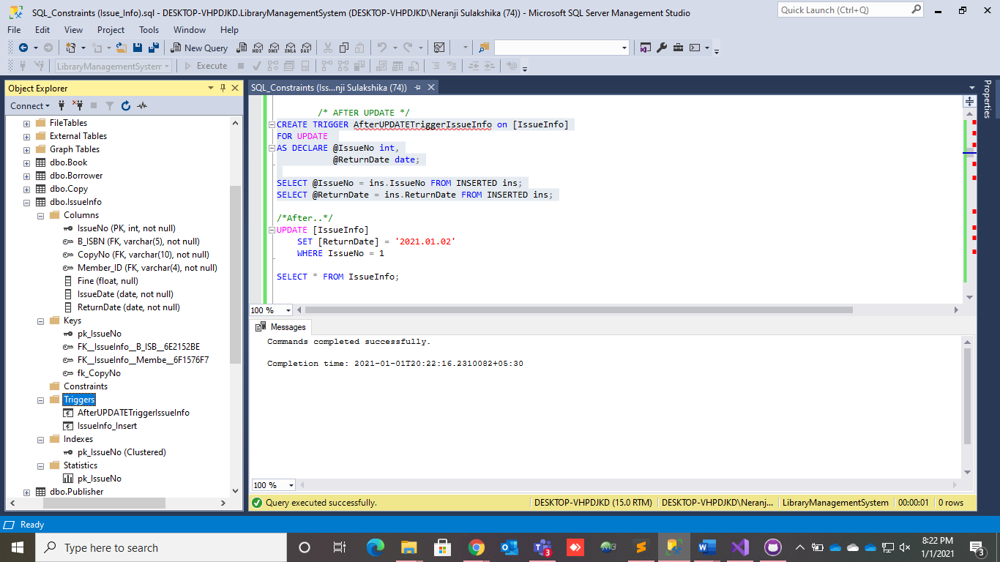 SQL_Constraints (Issue_Info).sql - DESKTOP-VHPDJKD.LibraryManagementSystem (DESKTOP-VHPDJKD\Neranji Sulakshika (74)) - Microsoft SQL Server Management Studio
Quick Launch (Ctrl+Q)
File Edit View Project Tools Window Help
New Query
MDX DMX XMLA DAX
LibraryManagementSystem
Execute
Object Explorer
Connect
FileTables
External Tables
Graph Tables
dbo.Book
dbo.Borrower
dbo.Copy
dbo.IssueInfo
Columns
IssueNo (PK, int, not null)
B_ISBN (FK, varchar(5), not null)
CopyNo (FK, varchar(10), not null)
Member_ID (FK, varchar(4), not null)
Fine (float, null)
IssueDate (date, not null)
ReturnDate (date, not null)
Keys
pk_IssueNo
FK__IssueInfo__B_ISB__6E2152BE
FK__IssueInfo__Membe__6F1576F7
fk_CopyNo
Constraints
Triggers
AfterUPDATETriggerIssueInfo
IssueInfo_Insert
Indexes
pk_IssueNo (Clustered)
Statistics
pk_IssueNo
dbo.Publisher
SQL_Constraints (Iss...nji Sulakshika (74))
/* AFTER UPDATE */
CREATE TRIGGER AfterUPDATETriggerIssueInfo on [IssueInfo]
FOR UPDATE
AS DECLARE @IssueNo int,
@ReturnDate date;
SELECT @IssueNo = ins.IssueNo FROM INSERTED ins;
SELECT @ReturnDate = ins.ReturnDate FROM INSERTED ins;
/*After..*/
UPDATE [IssueInfo]
SET [ReturnDate] = '2021.01.02'
WHERE IssueNo = 1
SELECT * FROM IssueInfo;
100 %
Messages
Commands completed successfully.
Completion time: 2021-01-01T20:22:16.2310082+05:30
100 %
Query executed successfully.
DESKTOP-VHPDJKD (15.0 RTM)
DESKTOP-VHPDJKD\Neranj...
LibraryManagementSystem
00:00:01
0 rows
Properties
Ready
Type here to search
3
8:22 PM
1/1/2021
3